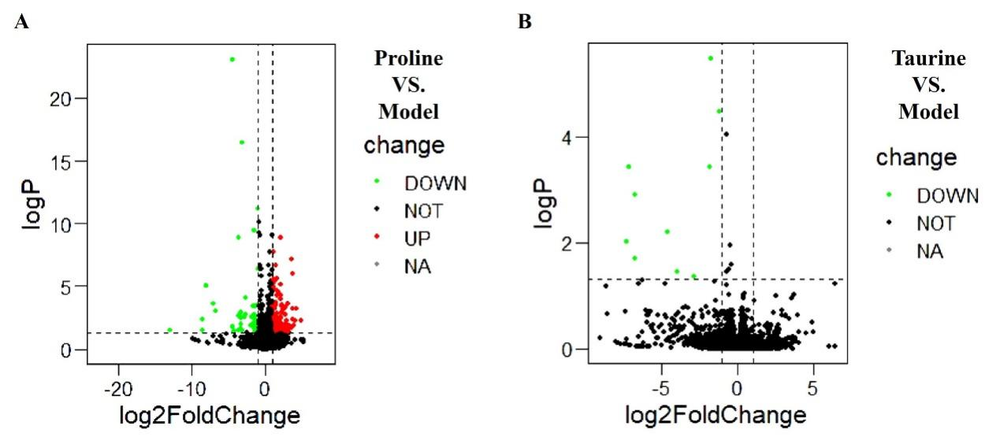 A
Proline
VS.
Model
change
DOWN
NOT
UP
NA
logP
20
15
10
5
0
-20
-10
0
log2FoldChange
B
Taurine
VS.
Model
change
DOWN
NOT
NA
logP
4
2
0
-5
0
5
log2FoldChange